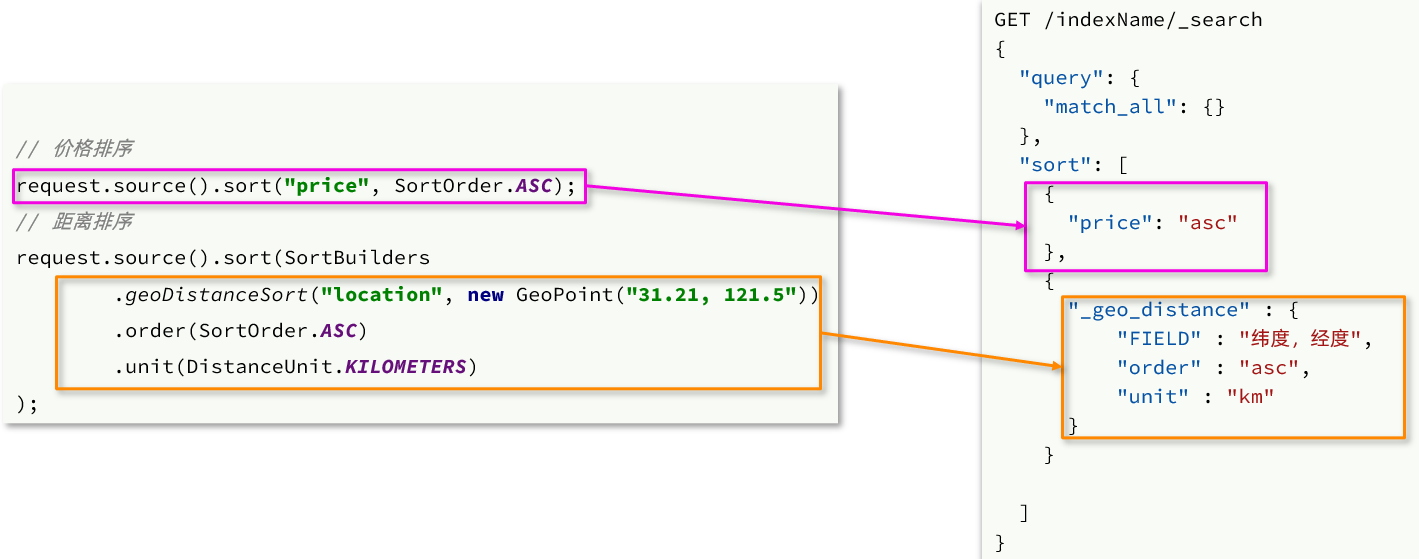 // 价格排序
request.source().sort("price", SortOrder.ASC);
// 距离排序
request.source().sort(SortBuilders
.geoDistanceSort("location", new GeoPoint("31.21, 121.5"))
.order(SortOrder.ASC)
.unit(DistanceUnit.KILOMETERS)
);
GET /indexName/_search
{
"query": {
"match_all": {}
},
"sort": [
{
"price": "asc"
},
{
"_geo_distance" : {
"FIELD" : "纬度，经度",
"order" : "asc",
"unit" : "km"
}
}
]
}